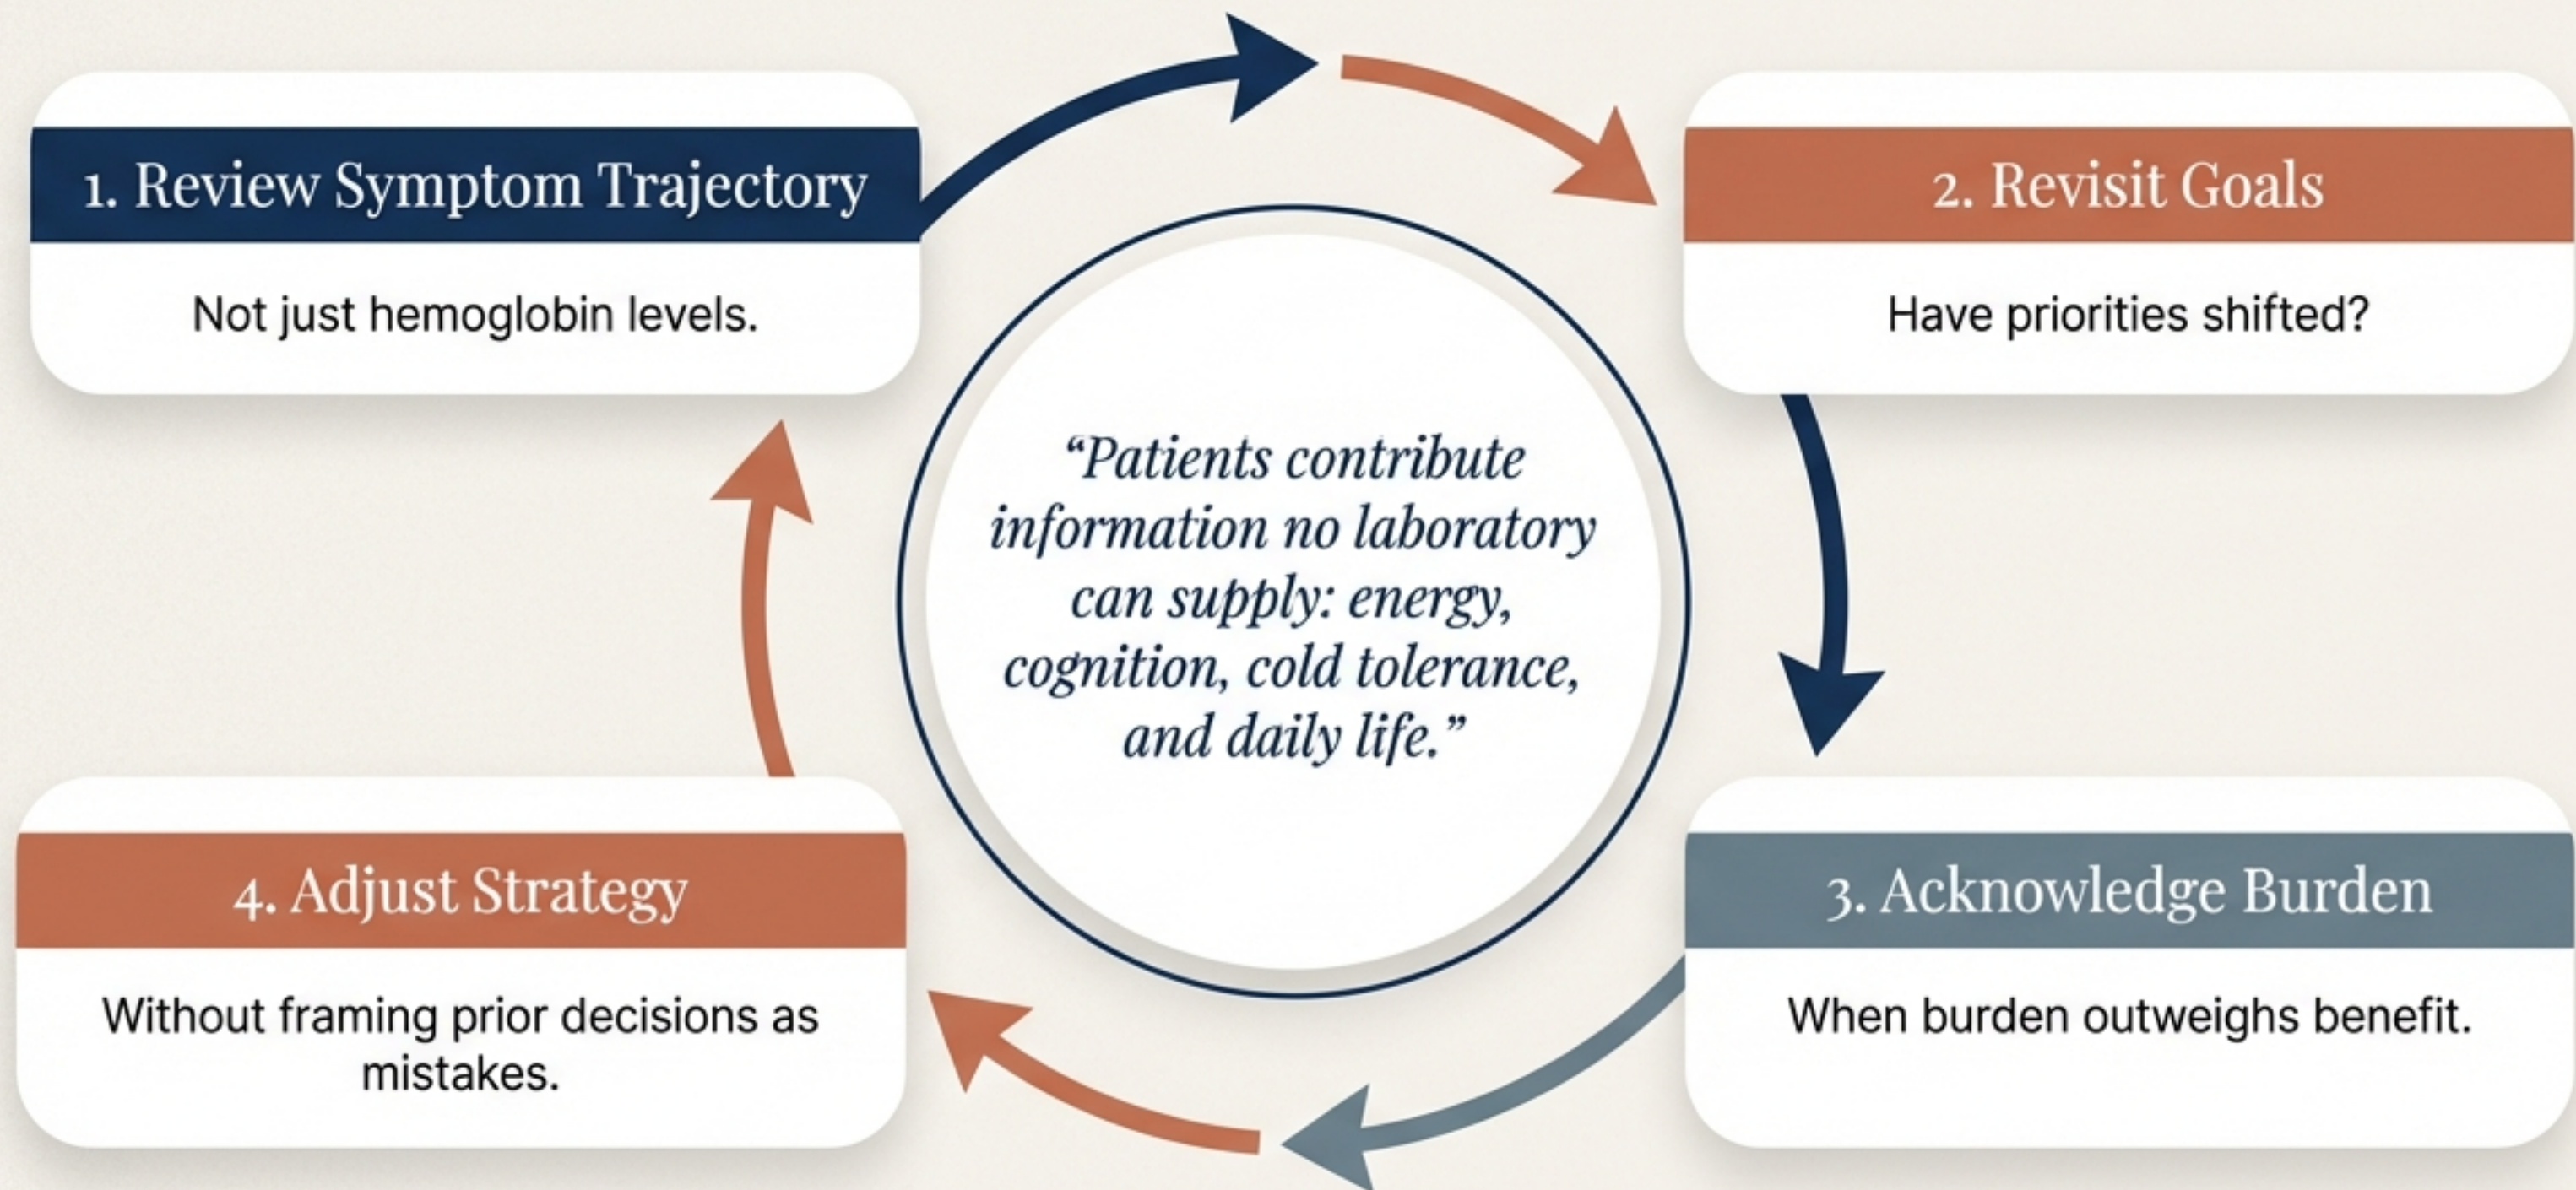 1. Review Symptom Trajectory
Not just hemoglobin levels.
2. Revisit Goals
Have priorities shifted?
“Patients contribute
information no laboratory
can supply: energy,
cognition, cold tolerance,
and daily life.”
3. Acknowledge Burden
When burden outweighs benefit.
4. Adjust Strategy
Without framing prior decisions as
mistakes.